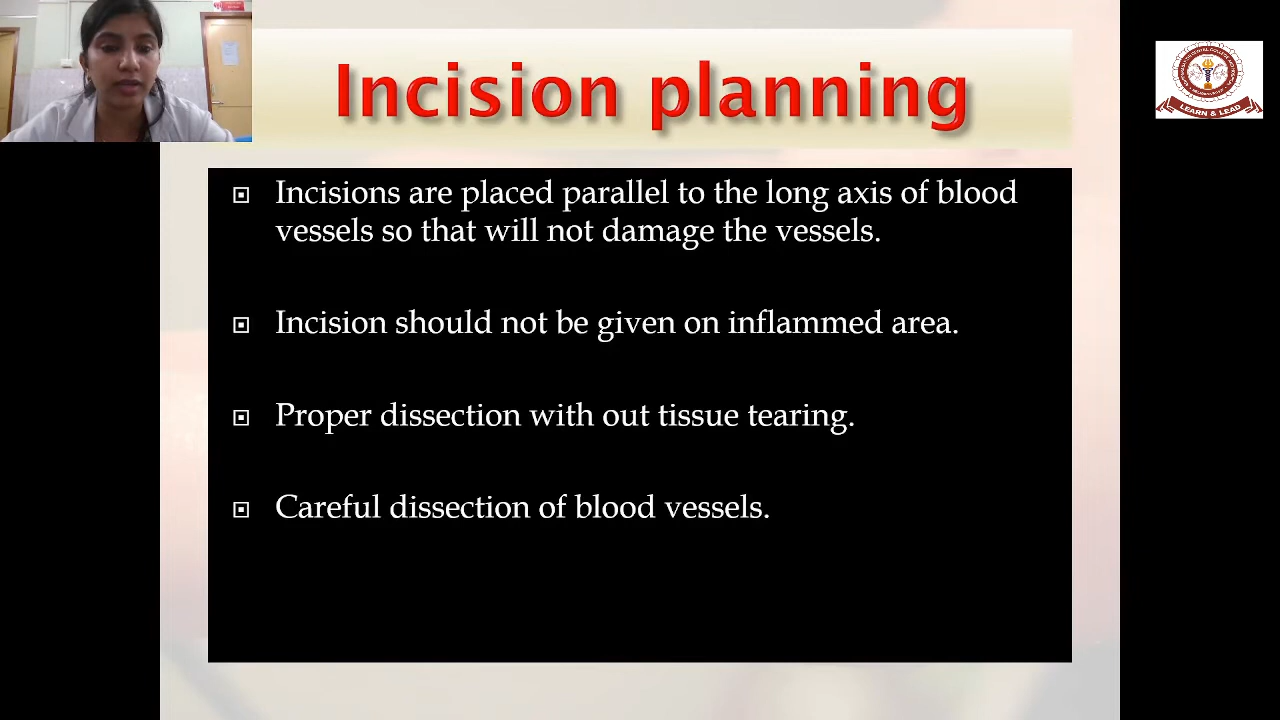 Incision planning
▣ Incisions are placed parallel to the long axis of blood
vessels so that will not damage the vessels.
▣ Incision should not be given on inflammed area.
▣ Proper dissection with out tissue tearing.
▣ Careful dissection of blood vessels.
LEARN & LEAD